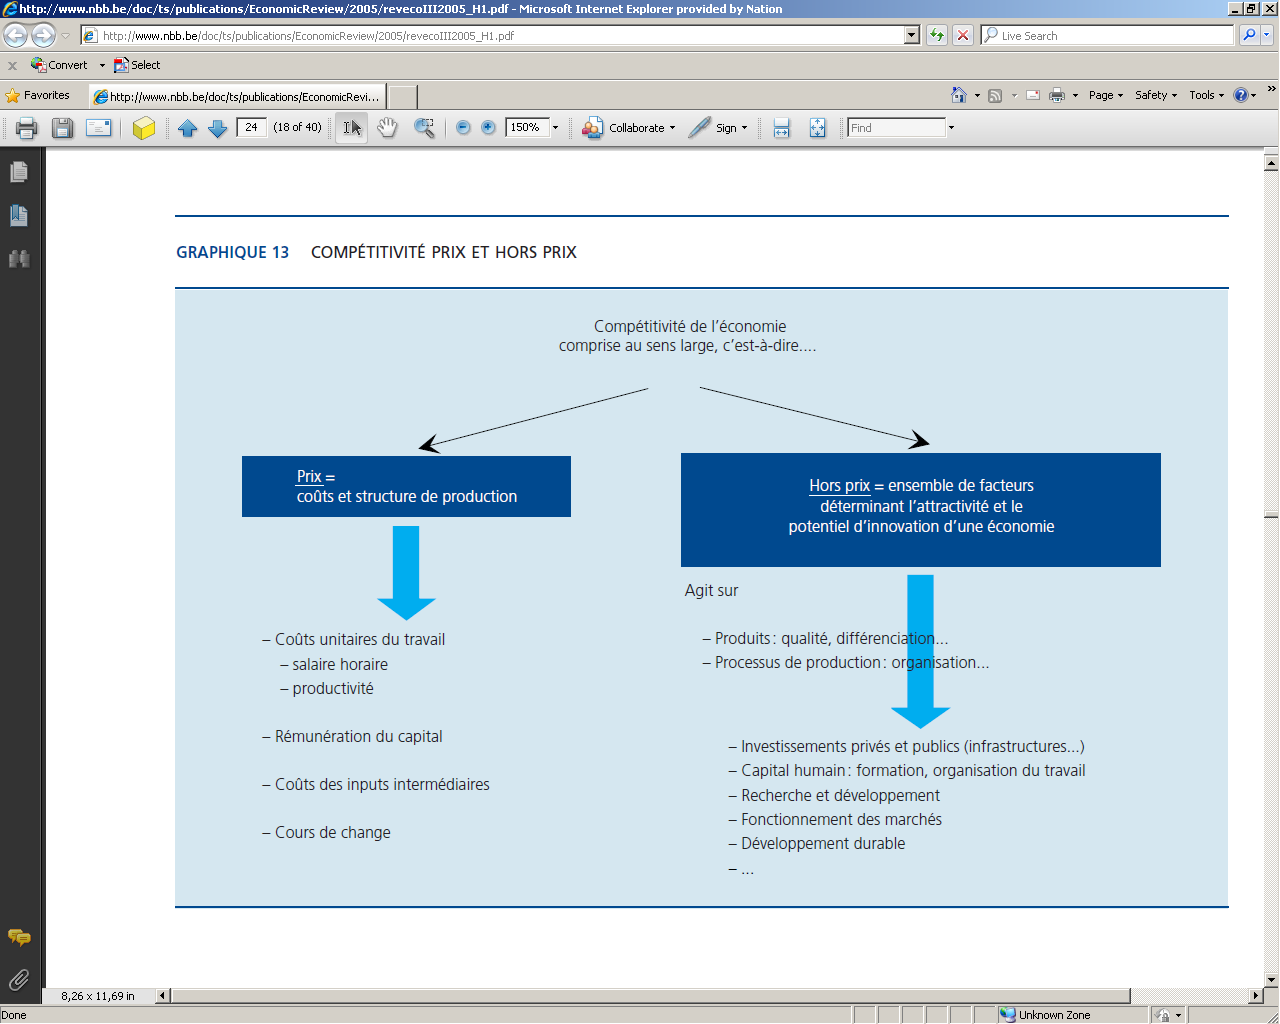 http://www.nbb.be/doc/ts/publications/EconomicReview/2005/revecoIII2005_H1.pdf - Microsoft Internet Explorer provided by Nation
http://www.nbb.be/doc/ts/publications/EconomicReview/2005/revecoIII2005_H1.pdf
Live Search
Convert
Select
Favorites
http://www.nbb.be/doc/ts/publications/EconomicRevi...
Page
Safety
Tools
24
(18 of 40)
150%
Collaborate
Sign
Find
GRAPHIQUE 13 COMPÉTITIVITÉ PRIX ET HORS PRIX
Compétitivité de l'économie
comprise au sens large, c'est-à-dire....
Prix =
coûts et structure de production
– Coûts unitaires du travail
– salaire horaire
– productivité
– Rémunération du capital
– Coûts des inputs intermédiaires
– Cours de change
Hors prix = ensemble de facteurs
déterminant l'attractivité et le
potentiel d'innovation d'une économie
Agit sur
– Produits : qualité, différenciation...
– Processus de production : organisation...
– Investissements privés et publics (infrastructures...)
– Capital humain : formation, organisation du travail
– Recherche et développement
– Fonctionnement des marchés
– Développement durable
– ...
8,26 x 11,69 in
Done
Unknown Zone